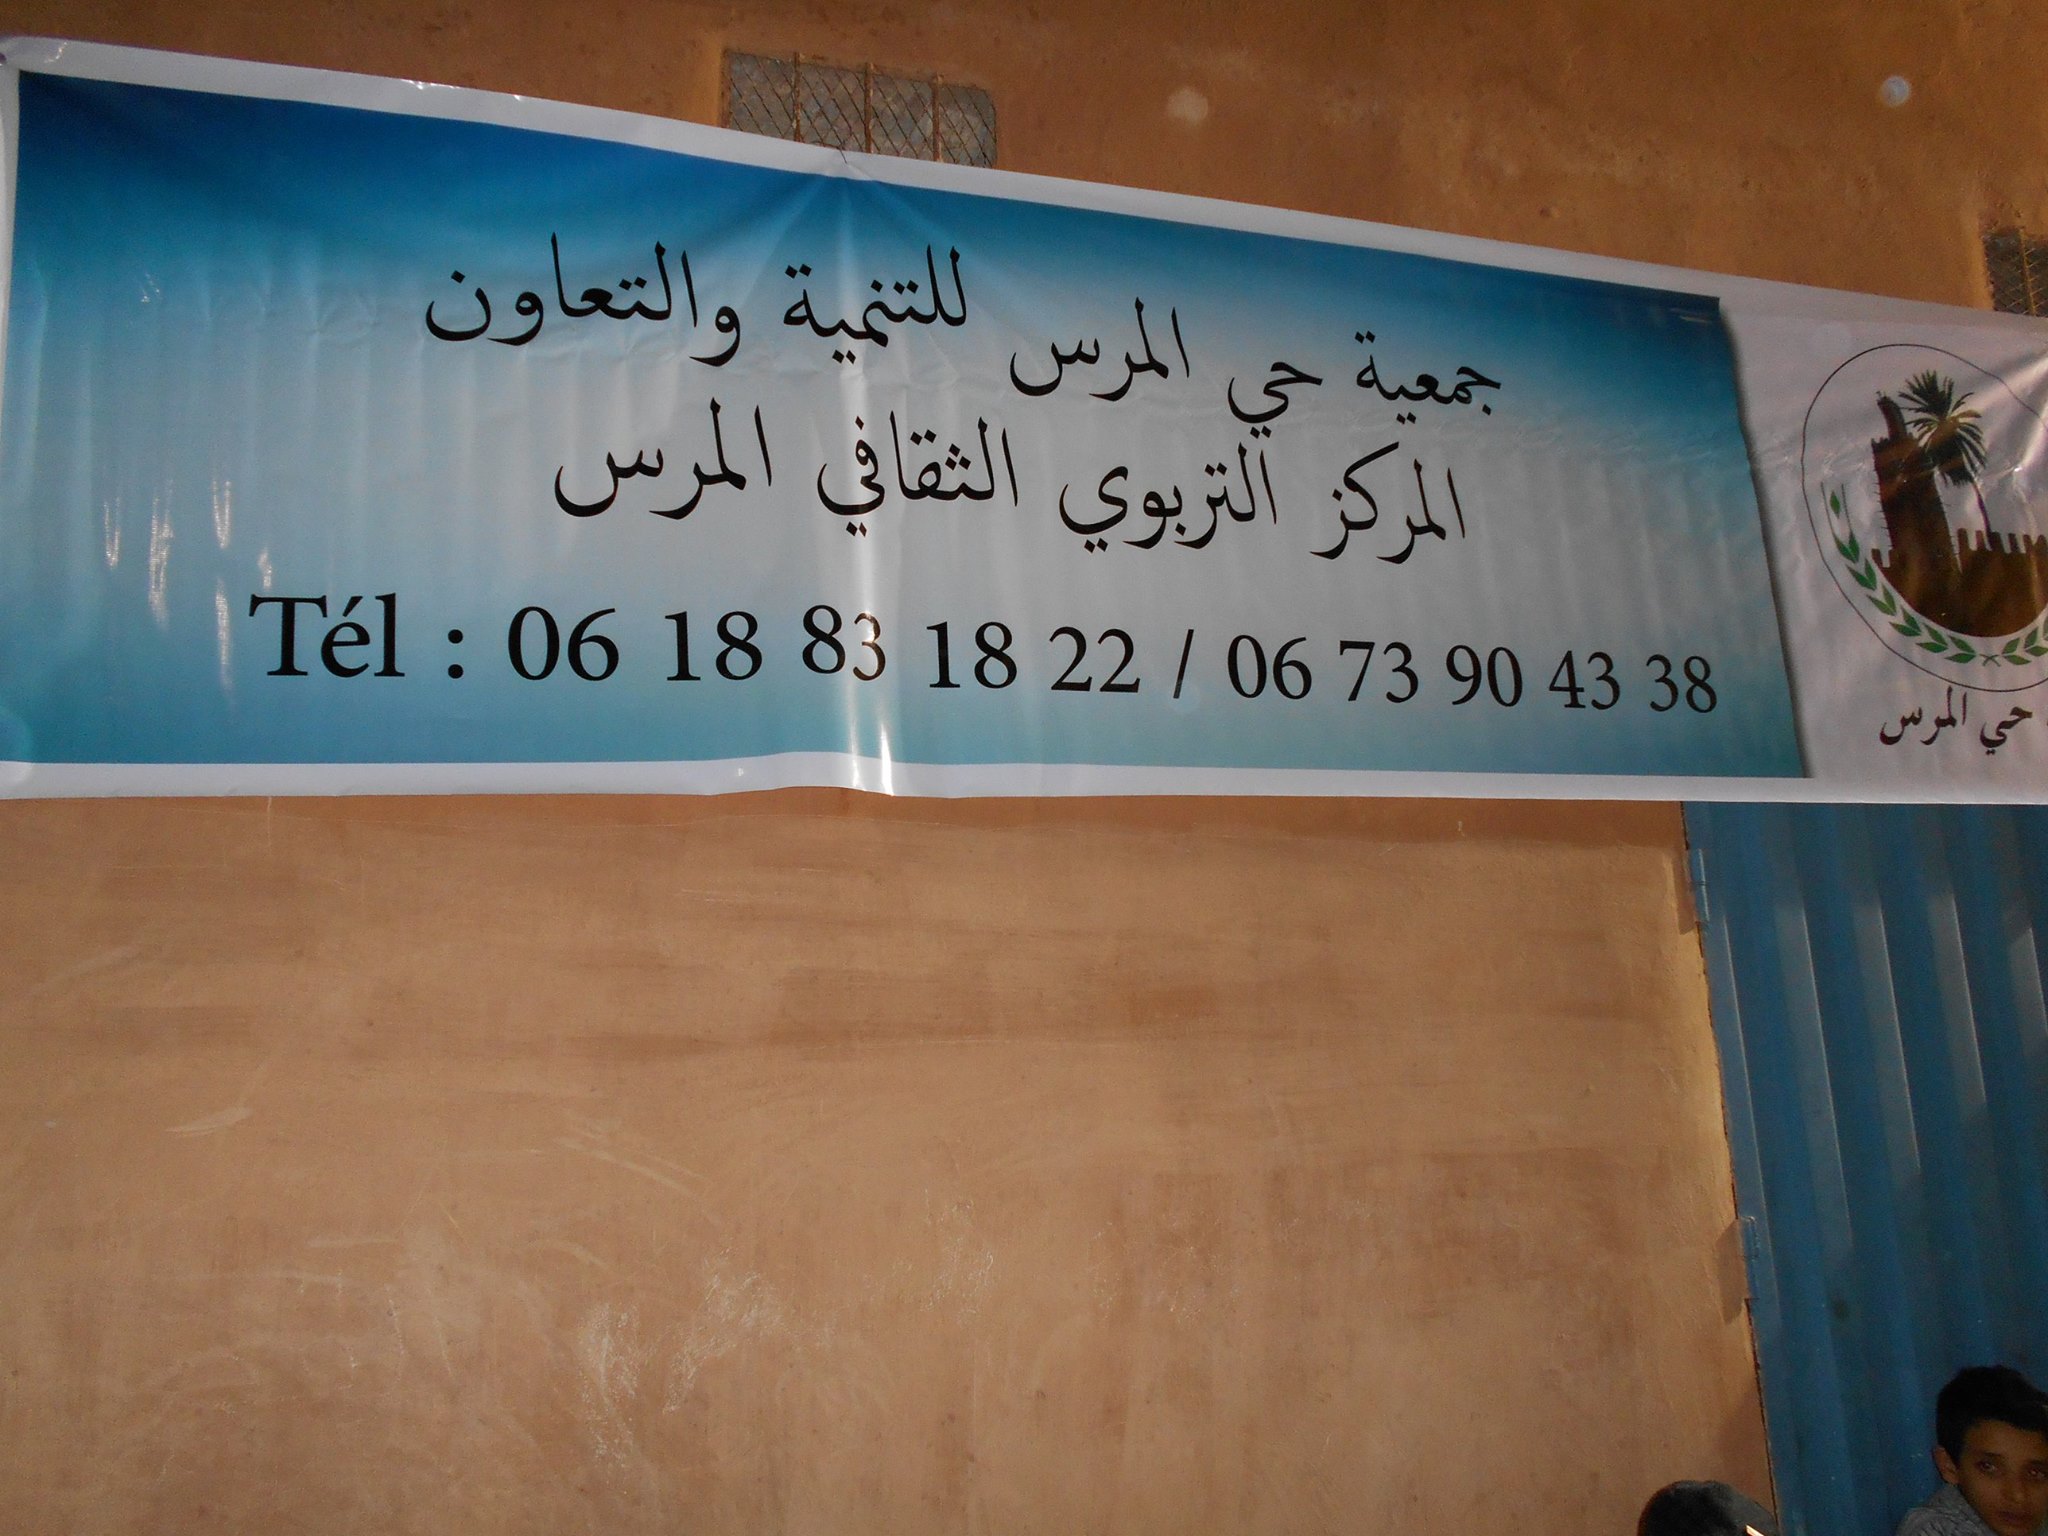 جمعية حي المرس للتنمية والتعاون
المركز التربوي الثقافي المرس
Tél : 06 18 83 18 22 / 06 73 90 43 38
حي المرس